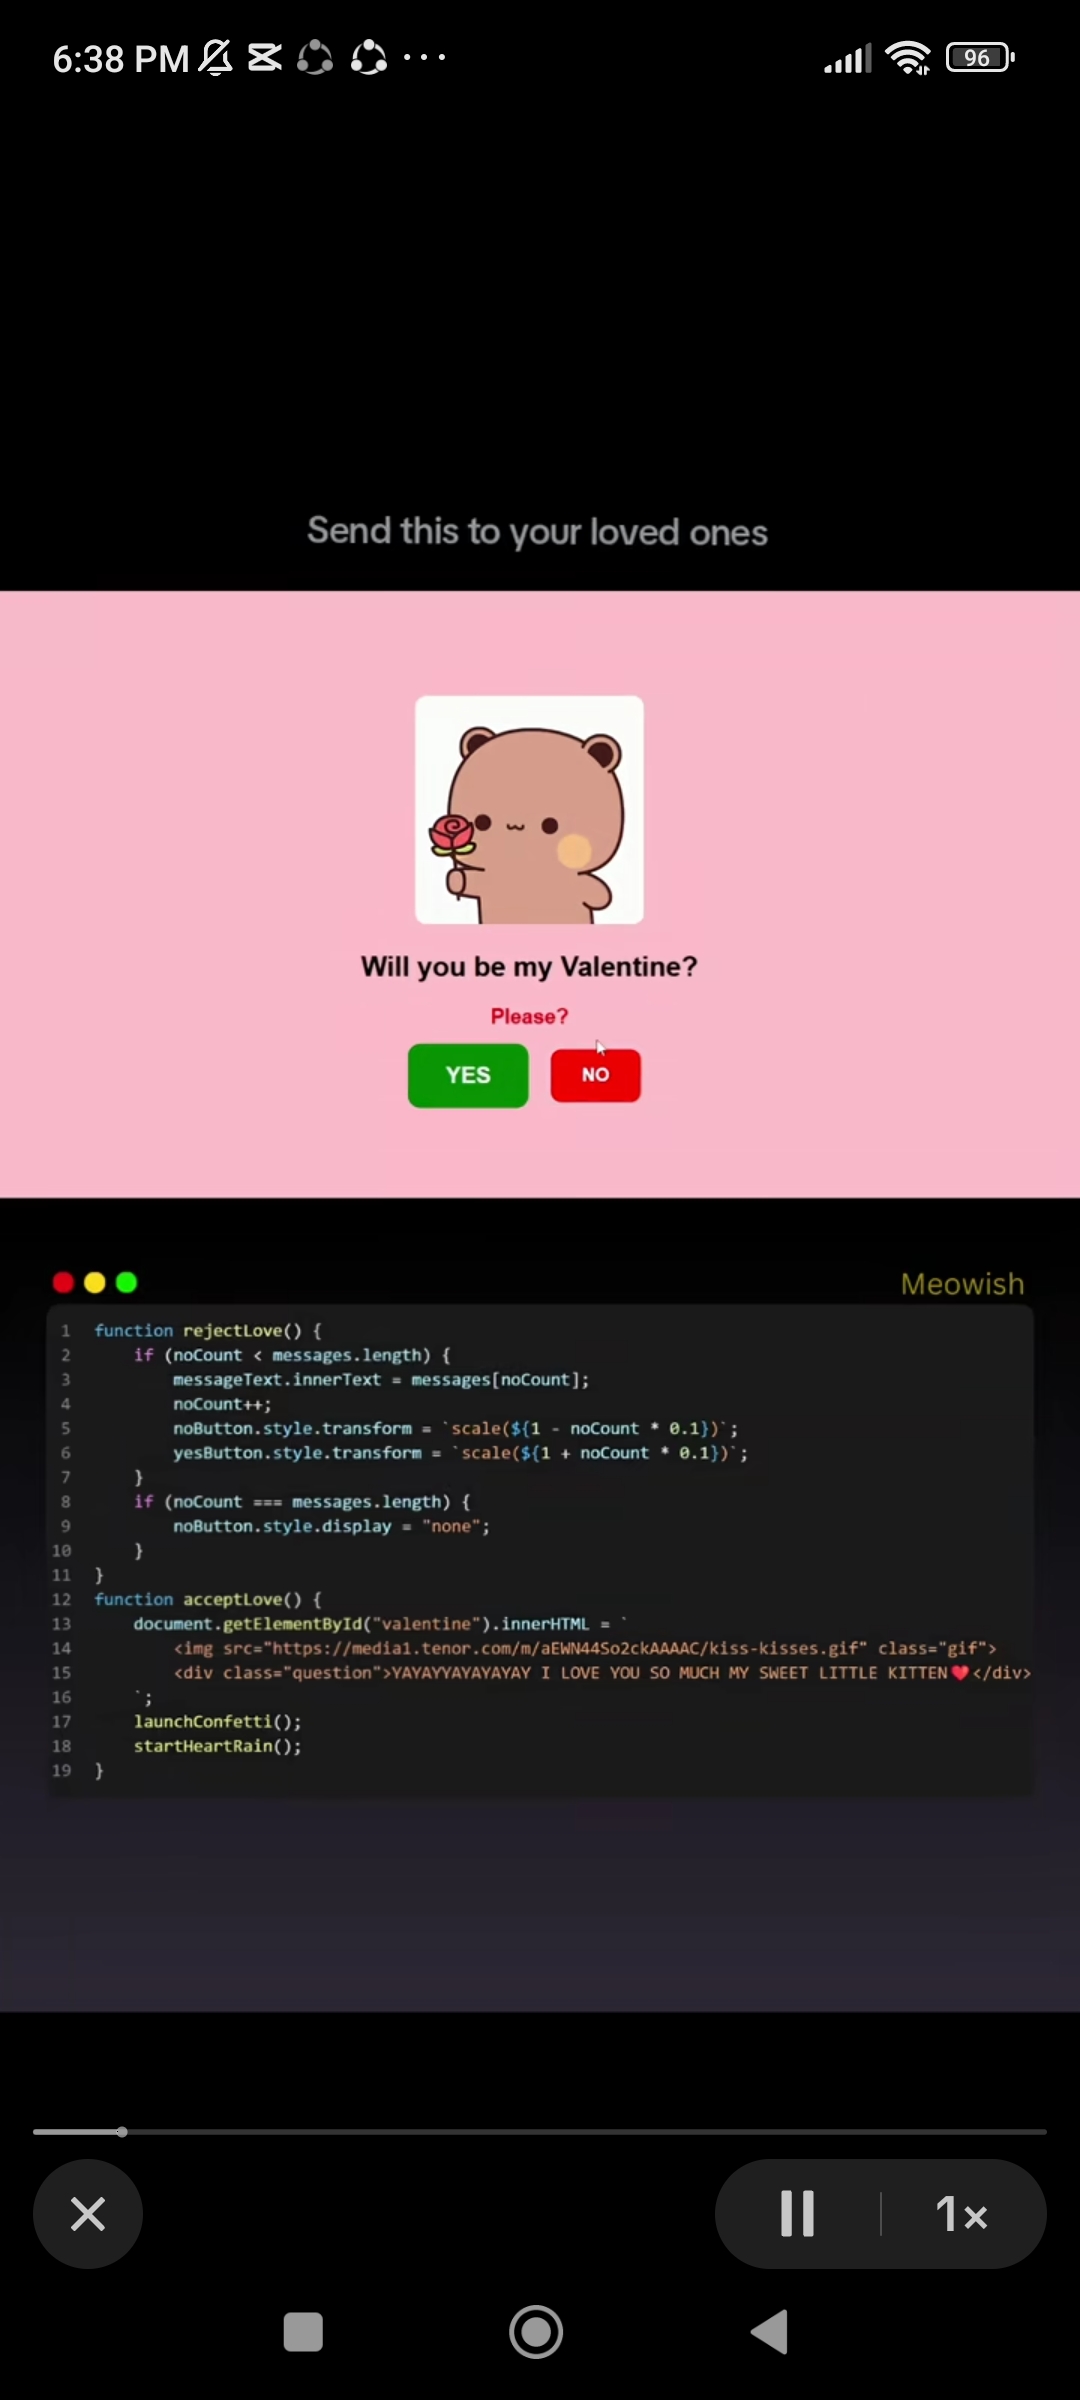 6:38 PM
96
Send this to your loved ones
Will you be my Valentine?
Please?
YES
NO
Meowish
1 function rejectLove() {
2     if (noCount < messages.length) {
3         messageText.innerText = messages[noCount];
4         noCount++;
5         noButton.style.transform = `scale(${1 - noCount * 0.1})`;
6         yesButton.style.transform = `scale(${1 + noCount * 0.1})`;
7     }
8     if (noCount === messages.length) {
9         noButton.style.display = "none";
10     }
11 }
12 function acceptLove() {
13     document.getElementById("valentine").innerHTML = `
14         <img src="https://media1.tenor.com/m/aEWN44So2ckAAAAC/kiss-kisses.gif" class="gif">
15         <div class="question">YAYAYYAYAYAYAY I LOVE YOU SO MUCH MY SWEET LITTLE KITTEN❤️</div>
16     `;
17     launchConfetti();
18     startHeartRain();
19 }
1×